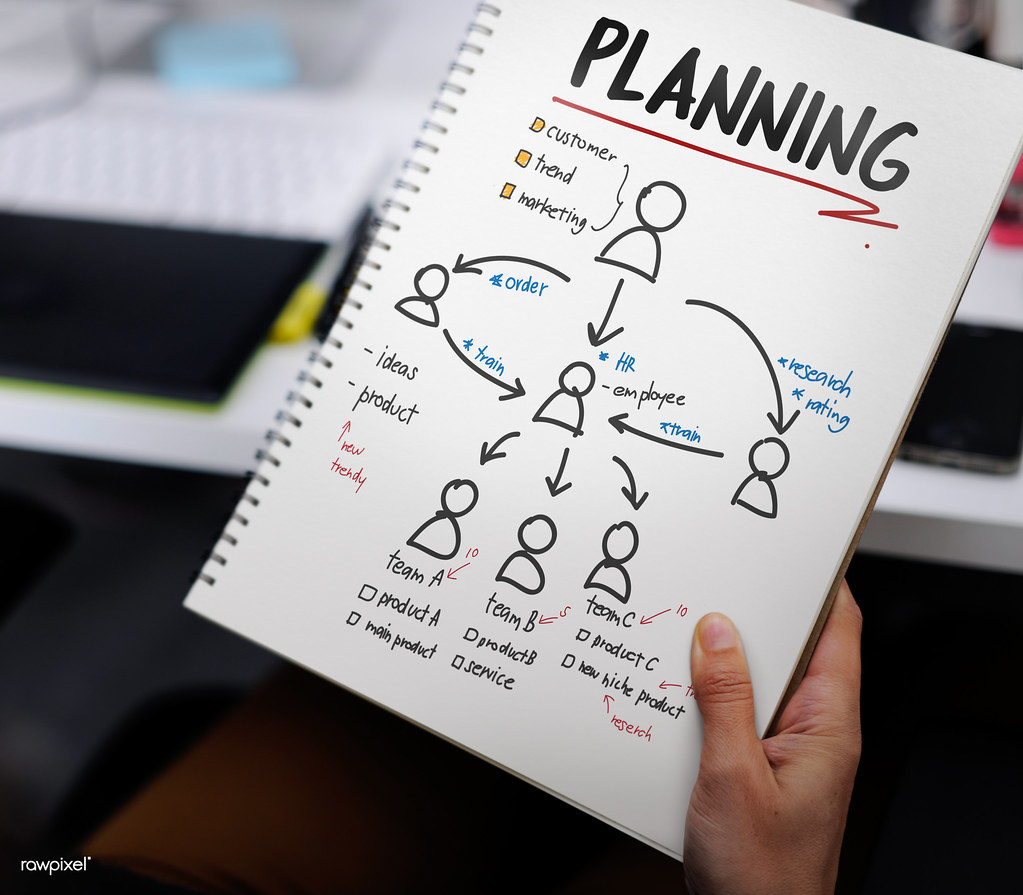 PLANNING
customer
trend
marketing
*order
*train
* HR
- employee
*research
* rating
*train
- ideas
- product
new
trendy
team A
10
product A
main product
team B
5
product B
service
team C
10
product C
new niche product
reserch
rawpixel